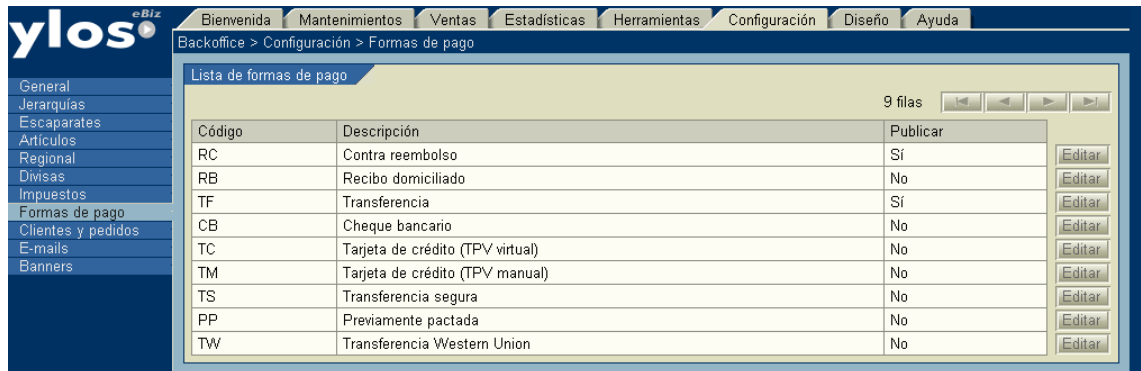 ylos eBiz
Bienvenida Mantenimientos Ventas Estadísticas Herramientas Configuración Diseño Ayuda
Backoffice > Configuración > Formas de pago
General
Jerarquías
Escaparates
Artículos
Regional
Divisas
Impuestos
Formas de pago
Clientes y pedidos
E-mails
Banners
Lista de formas de pago
9 filas
Código Descripción Publicar
RC Contra reembolso Sí Editar
RB Recibo domiciliado No Editar
TF Transferencia Sí Editar
CB Cheque bancario No Editar
TC Tarjeta de crédito (TPV virtual) No Editar
TM Tarjeta de crédito (TPV manual) No Editar
TS Transferencia segura No Editar
PP Previamente pactada No Editar
TW Transferencia Western Union No Editar